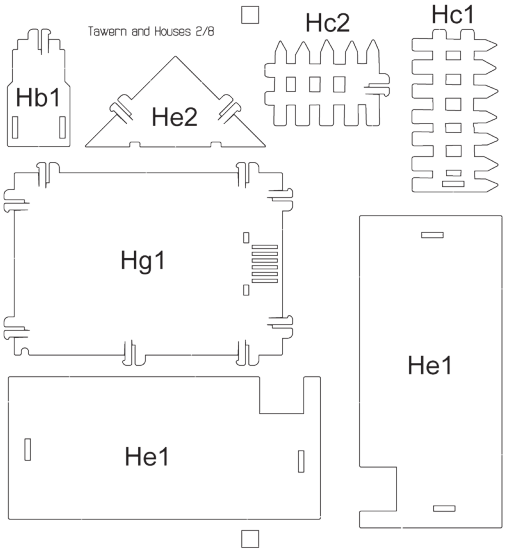 Tawern and Houses 2/8
Hc2
Hc1
Hb1
He2
Hg1
He1
He1